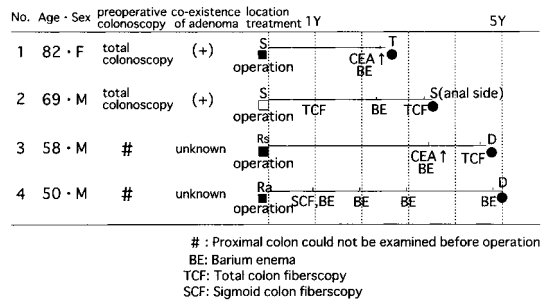 No. Age・Sex preoperative colonoscopy co-existence of adenoma location treatment 1Y 5Y
1 82・F total colonoscopy (+) S operation CEA↑ BE T
2 69・M total colonoscopy (+) S operation TCF BE TCF S(anal side)
3 58・M # unknown Rs operation CEA↑ BE TCF D
4 50・M # unknown Ra operation SCF,BE BE BE BE D
# : Proximal colon could not be examined before operation
BE: Barium enema
TCF: Total colon fiberscopy
SCF: Sigmoid colon fiberscopy